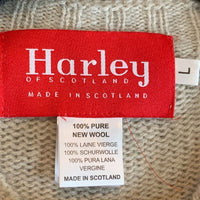 Harley
OF SCOTLAND
MADE IN SCOTLAND
L
100% PURE
NEW WOOL
100% LAINE VIERGE
100% SCHURWOLLE
100% PURA LANA
VERGINE
MADE IN SCOTLAND